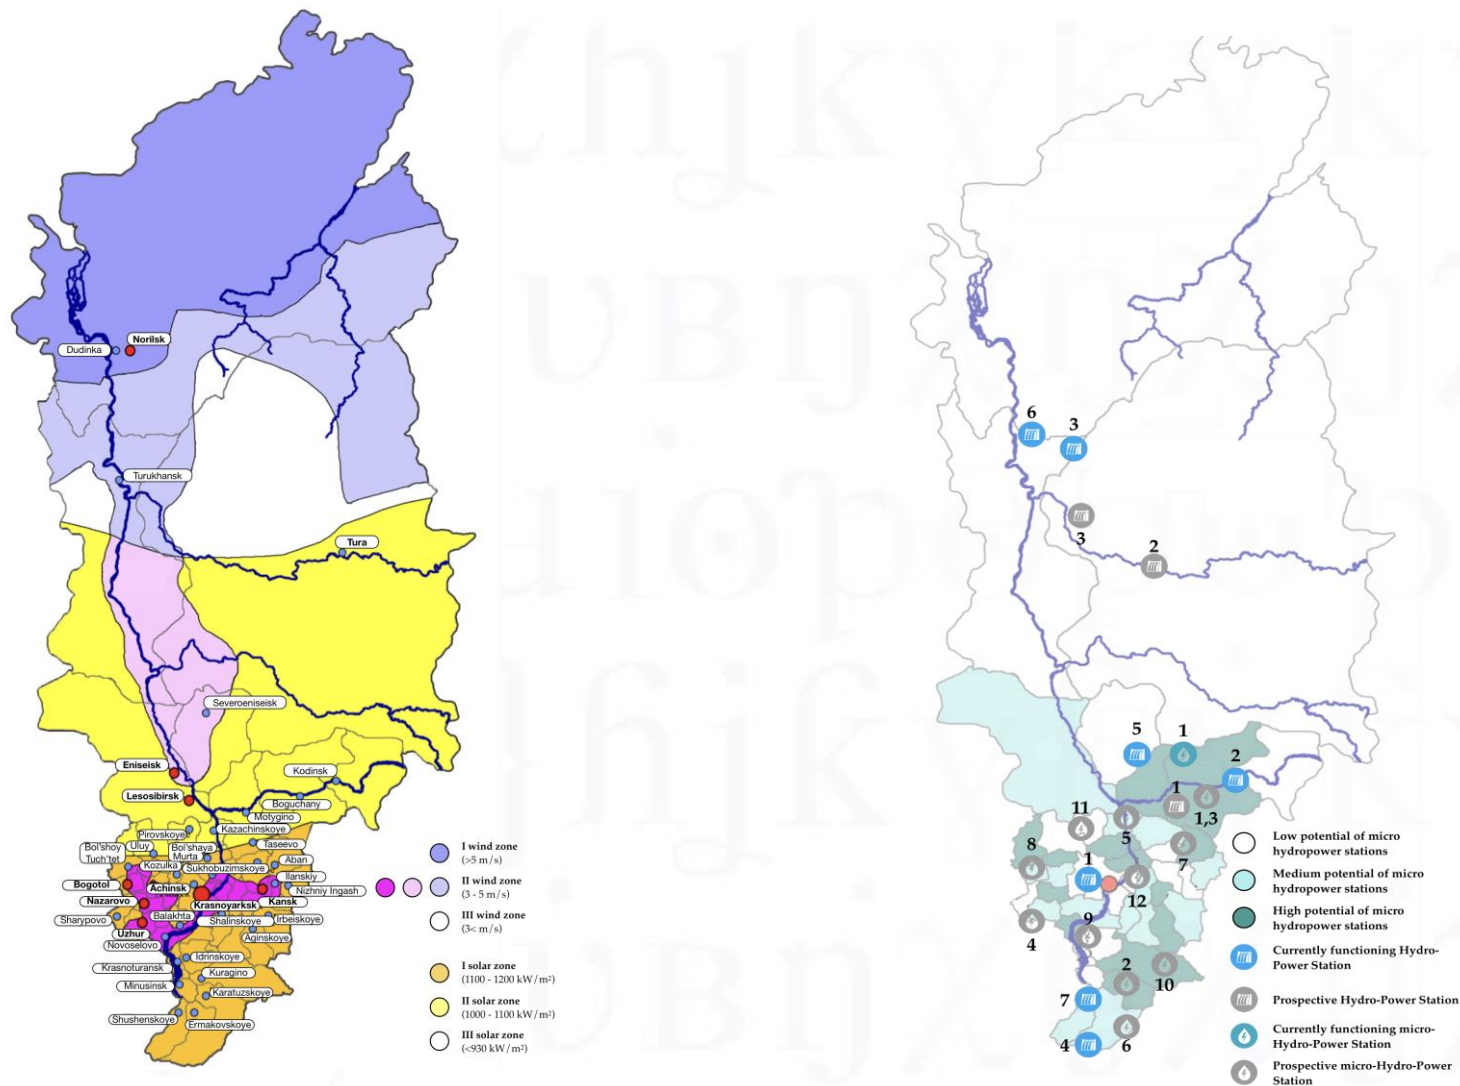 Norilsk
Dudinka
Turukhansk
Tura
Severoeniseisk
Eniseisk
Kodinsk
Lesosibirsk
Boguchany
Motygino
Kazachinskoye
Pirovskoye
Uluy
Bol'shoy
Tuch'tet
Bol'shaya
Murta
Taseevo
Kozulka
Sukhobuzimskoye
Aban
Ilanskiy
Bogotol
Achinsk
Nizhniy Ingash
Nazarovo
Krasnoyarksk
Kansk
Sharypovo
Balakhta
Shalinskoye
Irbeiskoye
Uzhur
Novoselovo
Aginskoye
Idrinskoye
Krasnoturansk
Kuragino
Minusinsk
Karatuzskoye
Shushenskoye
Ermakovskoye
I wind zone
(>5 m/s)
II wind zone
(3 - 5 m/s)
III wind zone
(3< m/s)
I solar zone
(1100 - 1200 kW/m²)
II solar zone
(1000 - 1100 kW/m²)
III solar zone
(<930 kW/m²)
6
3
3
2
5
1
2
1
1,3
11
5
8
7
1
12
4
9
2
10
7
4
6
Low potential of micro
hydropower stations
Medium potential of micro
hydropower stations
High potential of micro
hydropower stations
Currently functioning Hydro-
Power Station
Prospective Hydro-Power Station
Currently functioning micro-
Hydro-Power Station
Prospective micro-Hydro-Power
Station